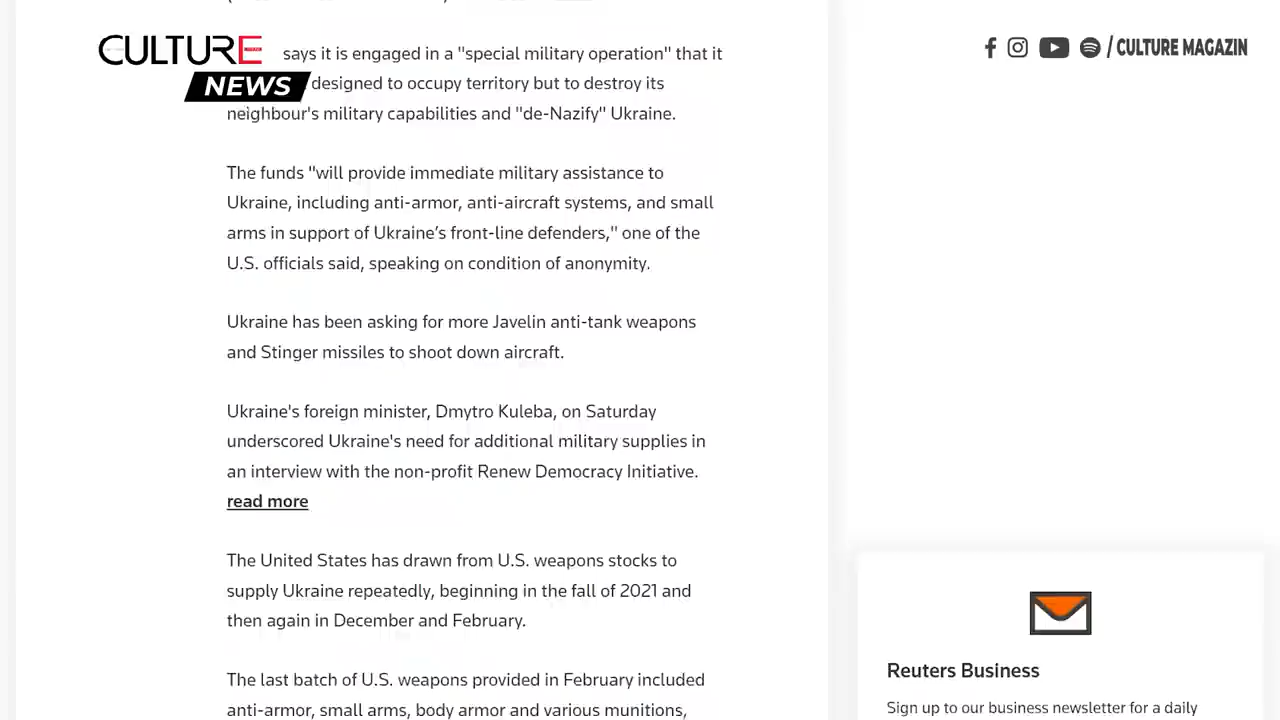 CULTURE
NEWS
/ CULTURE MAGAZIN
says it is engaged in a "special military operation" that it
designed to occupy territory but to destroy its
neighbour's military capabilities and "de-Nazify" Ukraine.
The funds "will provide immediate military assistance to
Ukraine, including anti-armor, anti-aircraft systems, and small
arms in support of Ukraine’s front-line defenders," one of the
U.S. officials said, speaking on condition of anonymity.
Ukraine has been asking for more Javelin anti-tank weapons
and Stinger missiles to shoot down aircraft.
Ukraine's foreign minister, Dmytro Kuleba, on Saturday
underscored Ukraine's need for additional military supplies in
an interview with the non-profit Renew Democracy Initiative.
read more
The United States has drawn from U.S. weapons stocks to
supply Ukraine repeatedly, beginning in the fall of 2021 and
then again in December and February.
The last batch of U.S. weapons provided in February included
anti-armor, small arms, body armor and various munitions,
Reuters Business
Sign up to our business newsletter for a daily